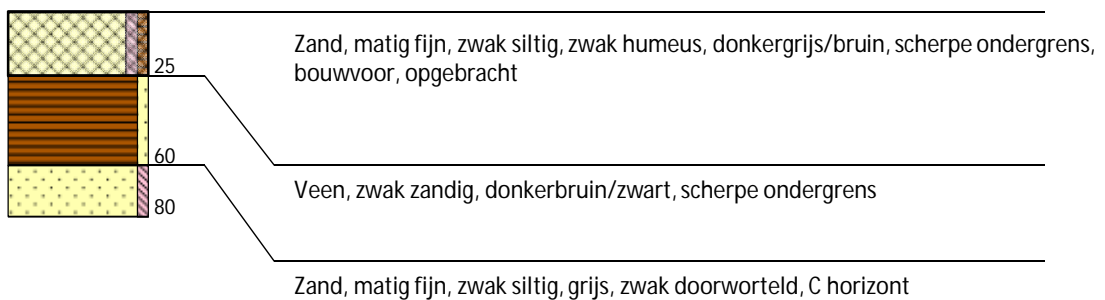 Zand, matig fijn, zwak siltig, zwak humeus, donkergrijs/bruin, scherpe ondergrens,
bouwvoor, opgebracht
25
60
Veen, zwak zandig, donkerbruin/zwart, scherpe ondergrens
80
Zand, matig fijn, zwak siltig, grijs, zwak doorworteld, C horizont